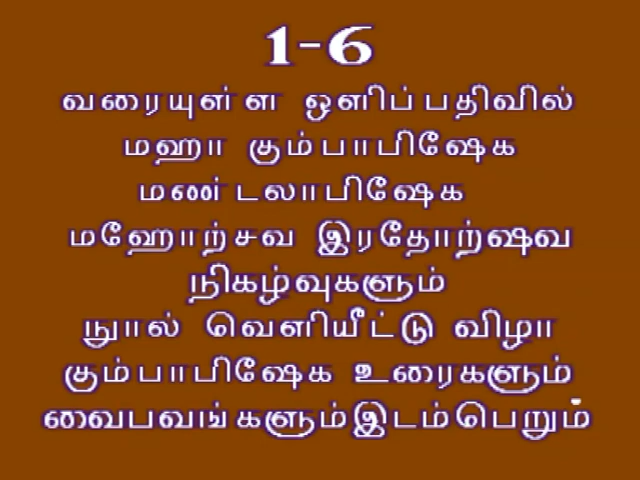 1-6
வரையுள்ள ஒளிப்பதிவில்
மஹா கும்பாபிஷேக
மண்டலாபிஷேக
மஹோற்சவ இரதோற்ஷவ
நிகழ்வுகளும்
நூல் வெளியீட்டு விழா
கும்பாபிஷேக உரைகளும்
வைபவங்களும்இடம்பெறும்